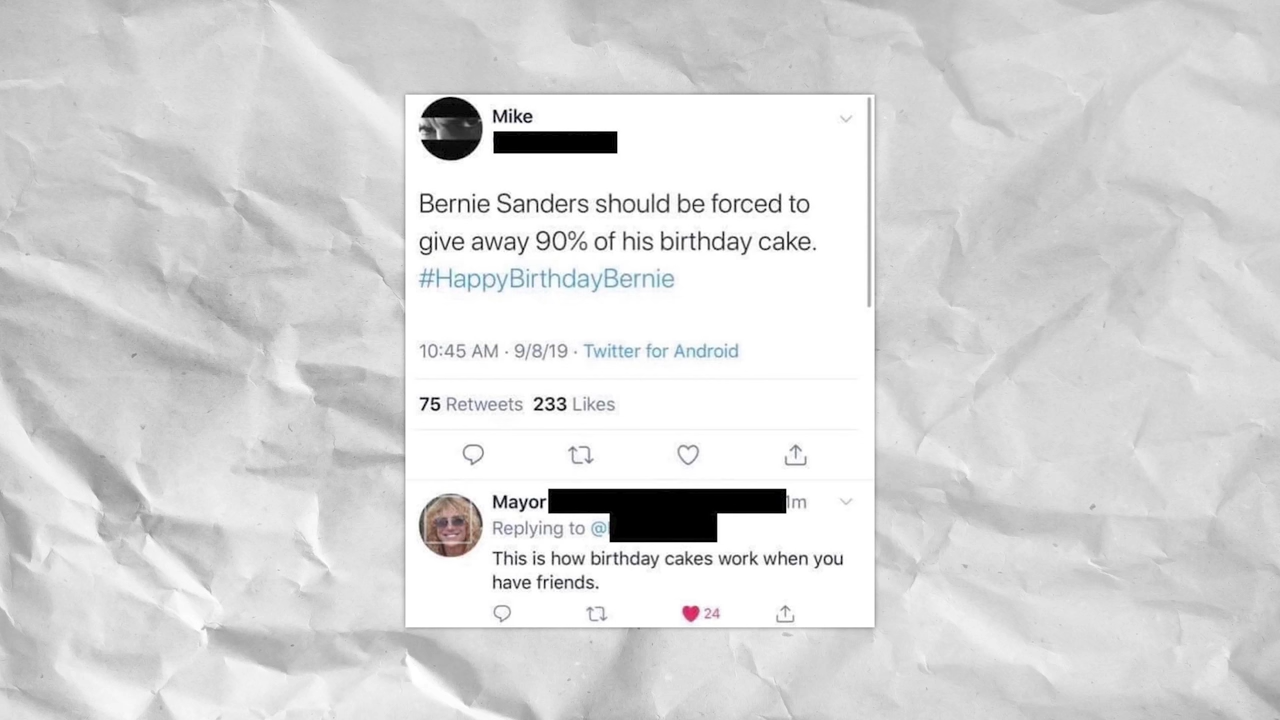 Mike
Bernie Sanders should be forced to
give away 90% of his birthday cake.
#HappyBirthdayBernie
10:45 AM · 9/8/19 · Twitter for Android
75 Retweets 233 Likes
Mayor 1m
Replying to @
This is how birthday cakes work when you
have friends.
24